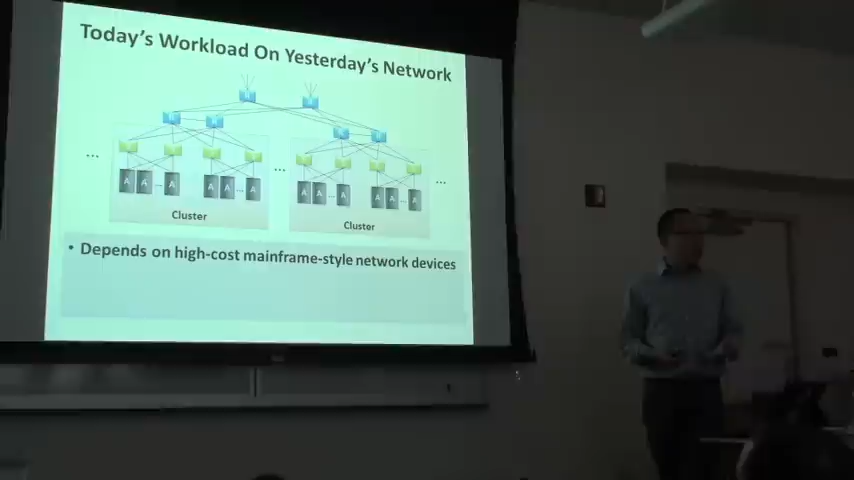 Today's Workload On Yesterday's Network
... ... ...
A A ... A A A ... A A A ... A A A ... A
Cluster Cluster
• Depends on high-cost mainframe-style network devices